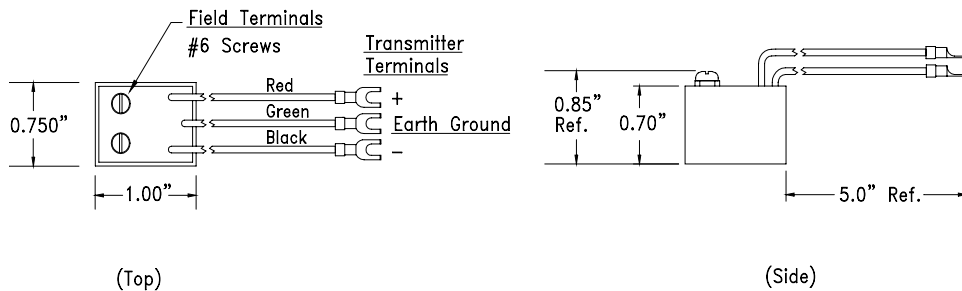 Field Terminals
#6 Screws
Transmitter
Terminals
Red
+
Green
Earth Ground
Black
–
0.750”
1.00”
(Top)
0.85”
Ref.
0.70”
5.0” Ref.
(Side)